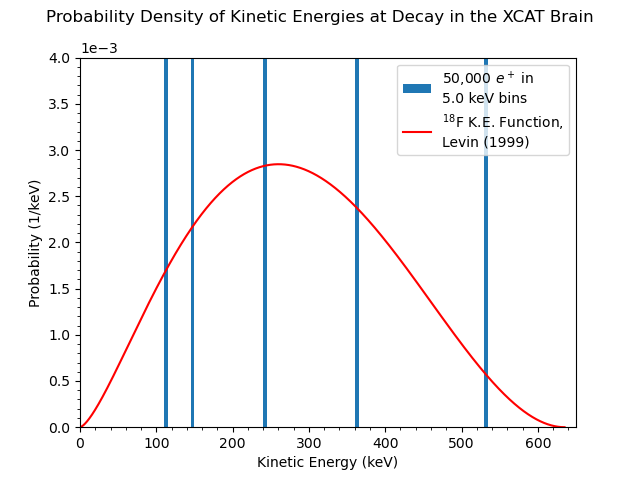 Probability Density of Kinetic Energies at Decay in the XCAT Brain
1e−3
50,000 e⁺ in
5.0 keV bins
¹⁸F K.E. Function,
Levin (1999)
4.0
3.5
3.0
2.5
2.0
1.5
1.0
0.5
0.0
Probability (1/keV)
0 100 200 300 400 500 600
Kinetic Energy (keV)